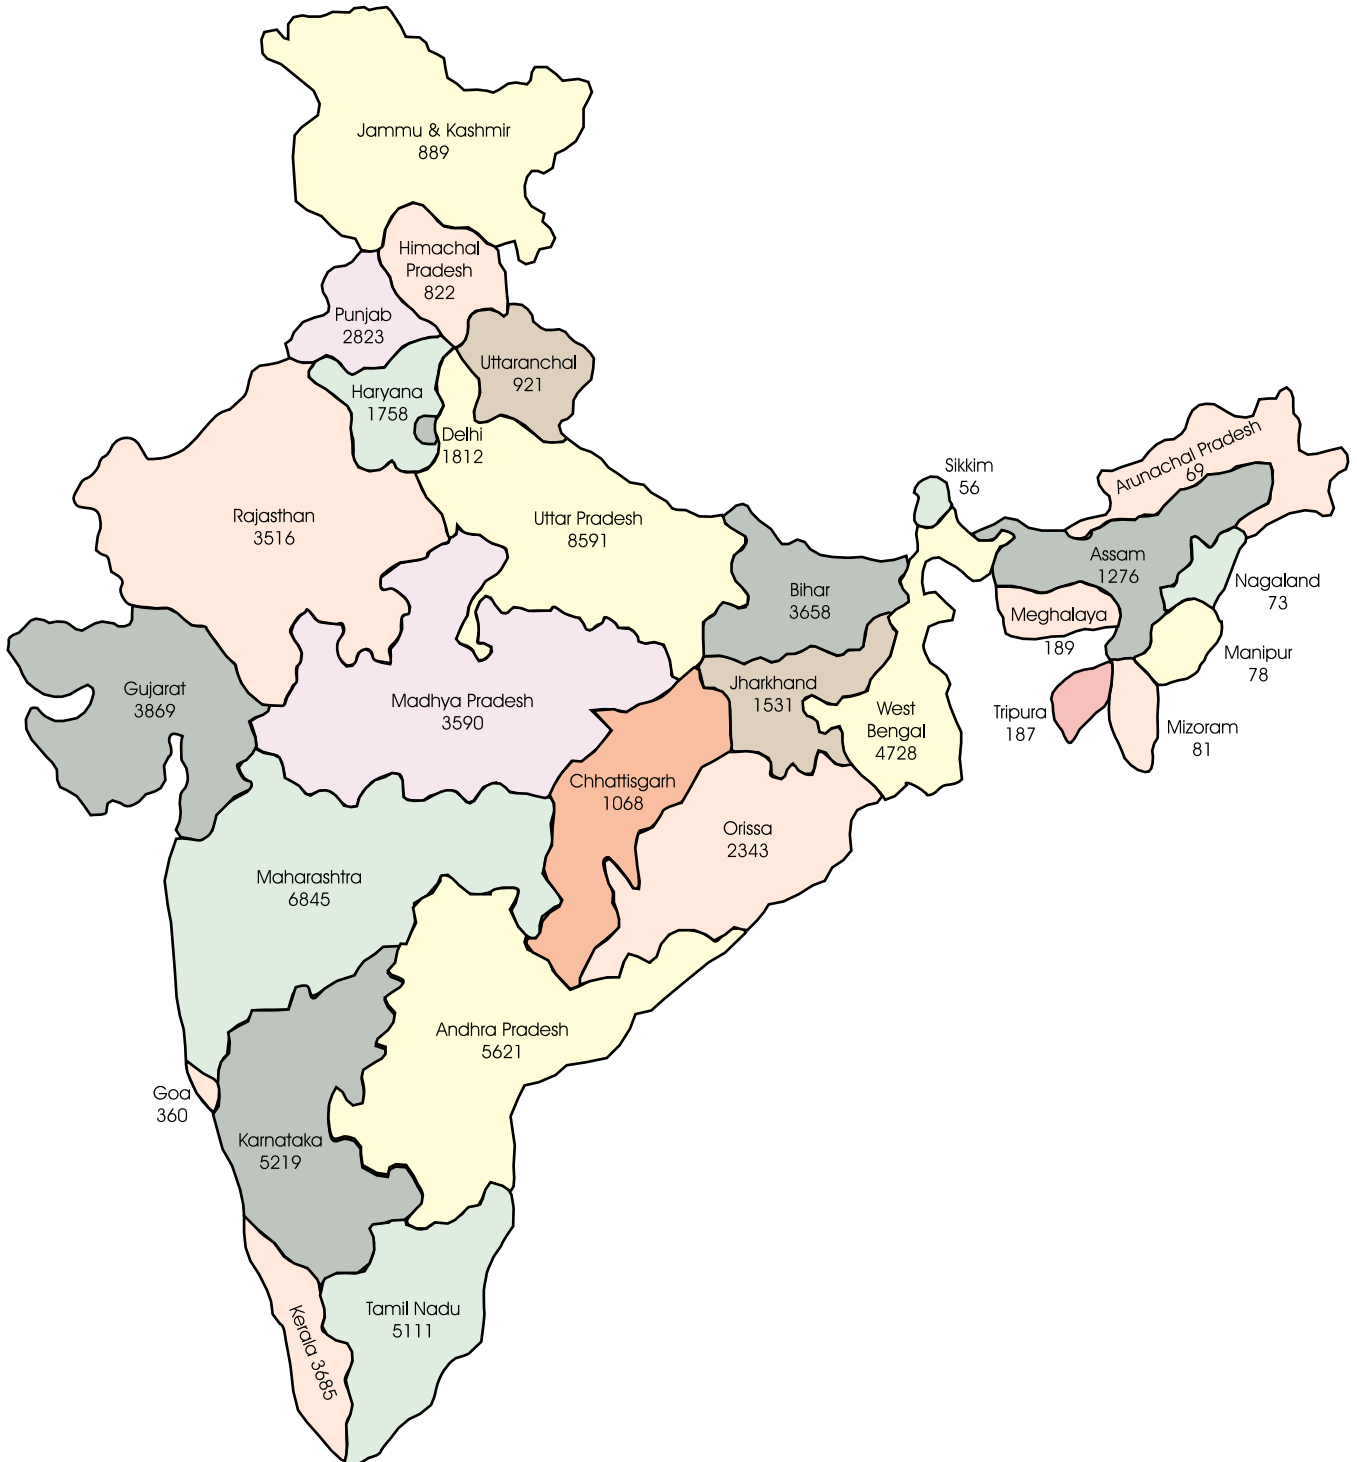 Jammu & Kashmir
889
Himachal
Pradesh
822
Punjab
2823
Uttaranchal
921
Haryana
1758
Delhi
1812
Arunachal Pradesh
69
Sikkim
56
Rajasthan
3516
Uttar Pradesh
8591
Assam
1276
Bihar
3658
Nagaland
73
Meghalaya
189
Manipur
78
Gujarat
3869
Madhya Pradesh
3590
Jharkhand
1531
West
Bengal
4728
Tripura
187
Mizoram
81
Chhattisgarh
1068
Orissa
2343
Maharashtra
6845
Andhra Pradesh
5621
Goa
360
Karnataka
5219
Tamil Nadu
5111
Kerala 3685